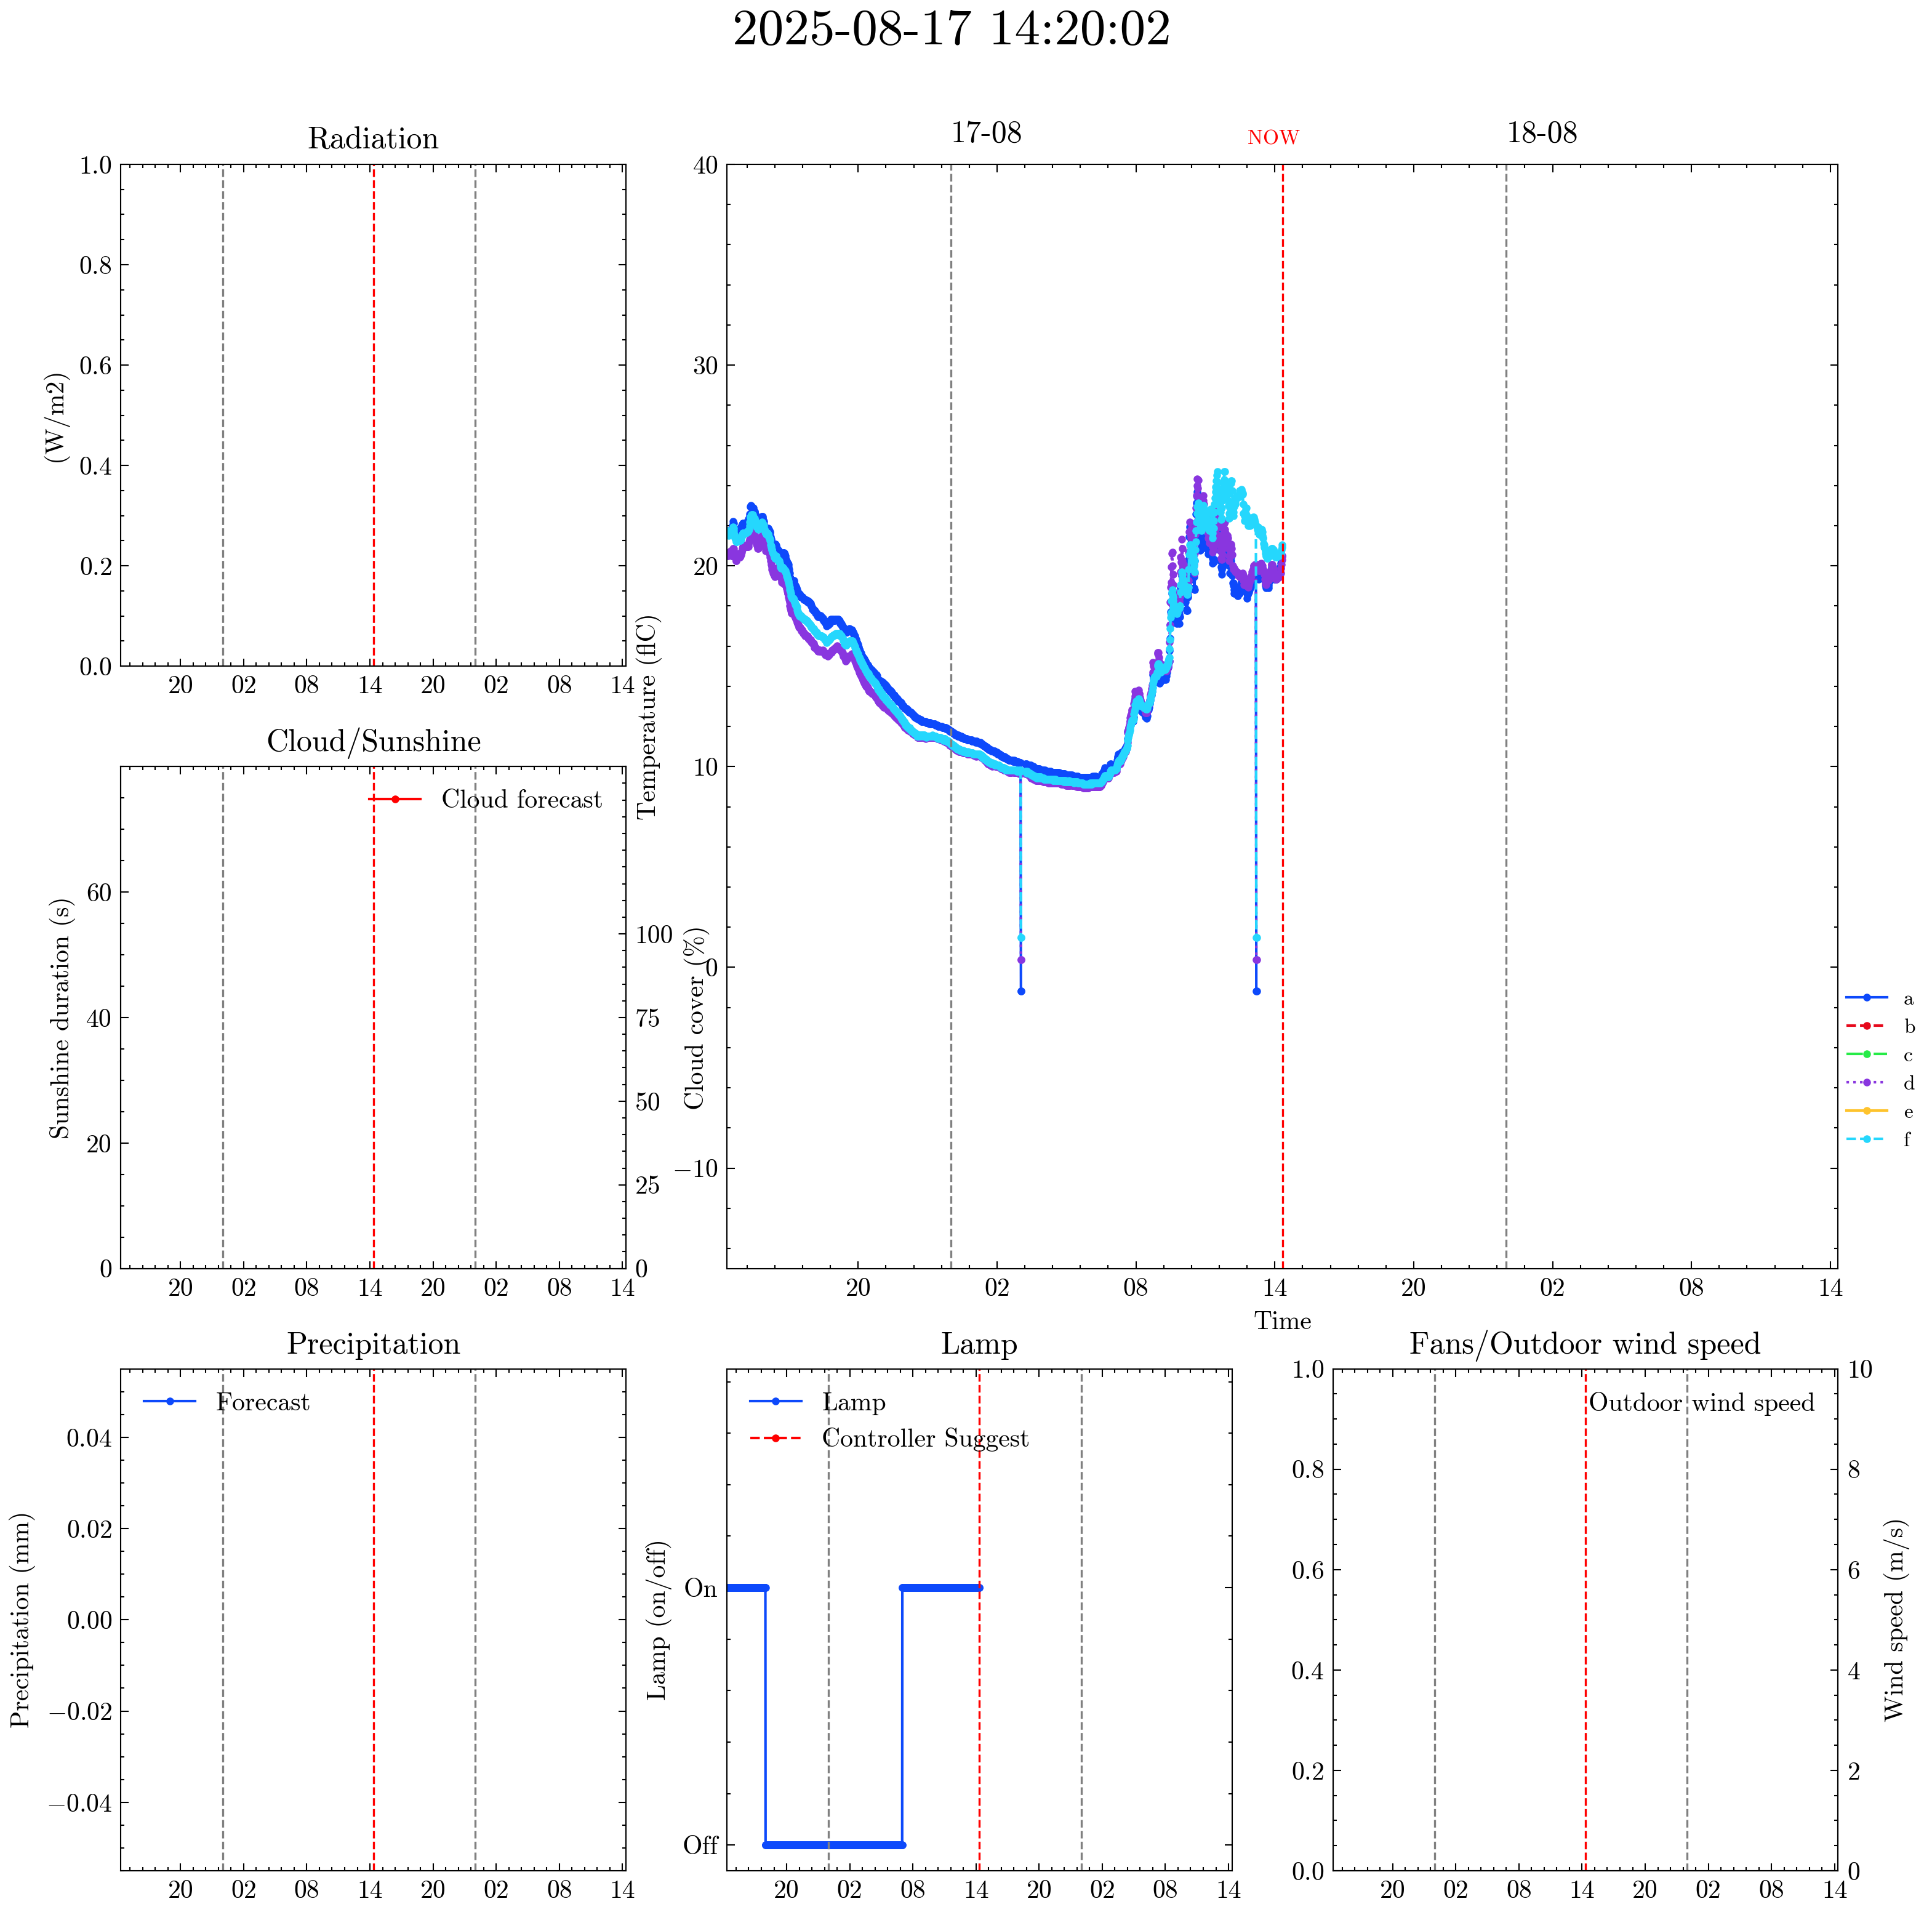 2025-08-17 14:20:02
Radiation
(W/m2)
1.0
0.8
0.6
0.4
0.2
0.0
20 02 08 14 20 02 08 14
17-08 NOW 18-08
Temperature (flC)
40
30
20
10
0
−10
20 02 08 14 20 02 08 14
Time
a
b
c
d
e
f
Cloud/Sunshine
Cloud forecast
Sunshine duration (s)
60
40
20
0
Cloud cover (%)
100
75
50
25
0
20 02 08 14 20 02 08 14
Precipitation
Forecast
Precipitation (mm)
0.04
0.02
0.00
−0.02
−0.04
20 02 08 14 20 02 08 14
Lamp
Lamp
Controller Suggest
Lamp (on/off)
On
Off
20 02 08 14 20 02 08 14
Fans/Outdoor wind speed
Outdoor wind speed
1.0
0.8
0.6
0.4
0.2
0.0
10
8
6
4
2
0
Wind speed (m/s)
20 02 08 14 20 02 08 14